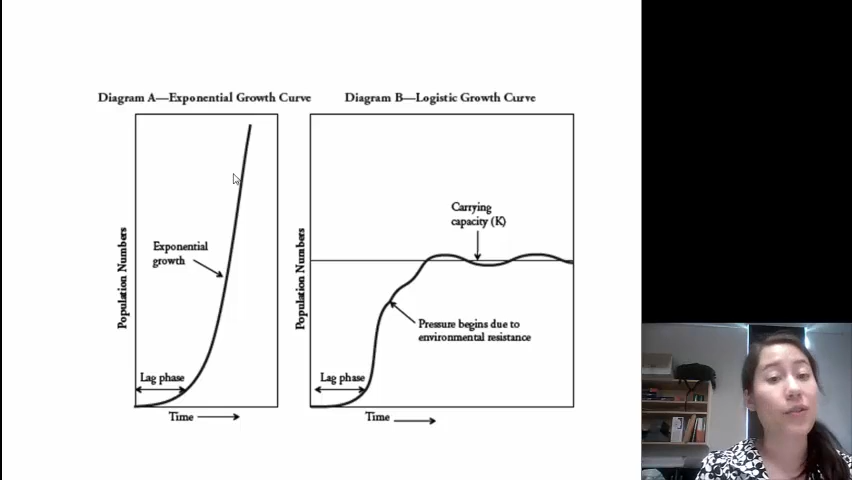 Diagram A—Exponential Growth Curve
Population Numbers
Exponential
growth
Lag phase
Time
Diagram B—Logistic Growth Curve
Population Numbers
Carrying
capacity (K)
Pressure begins due to
environmental resistance
Lag phase
Time